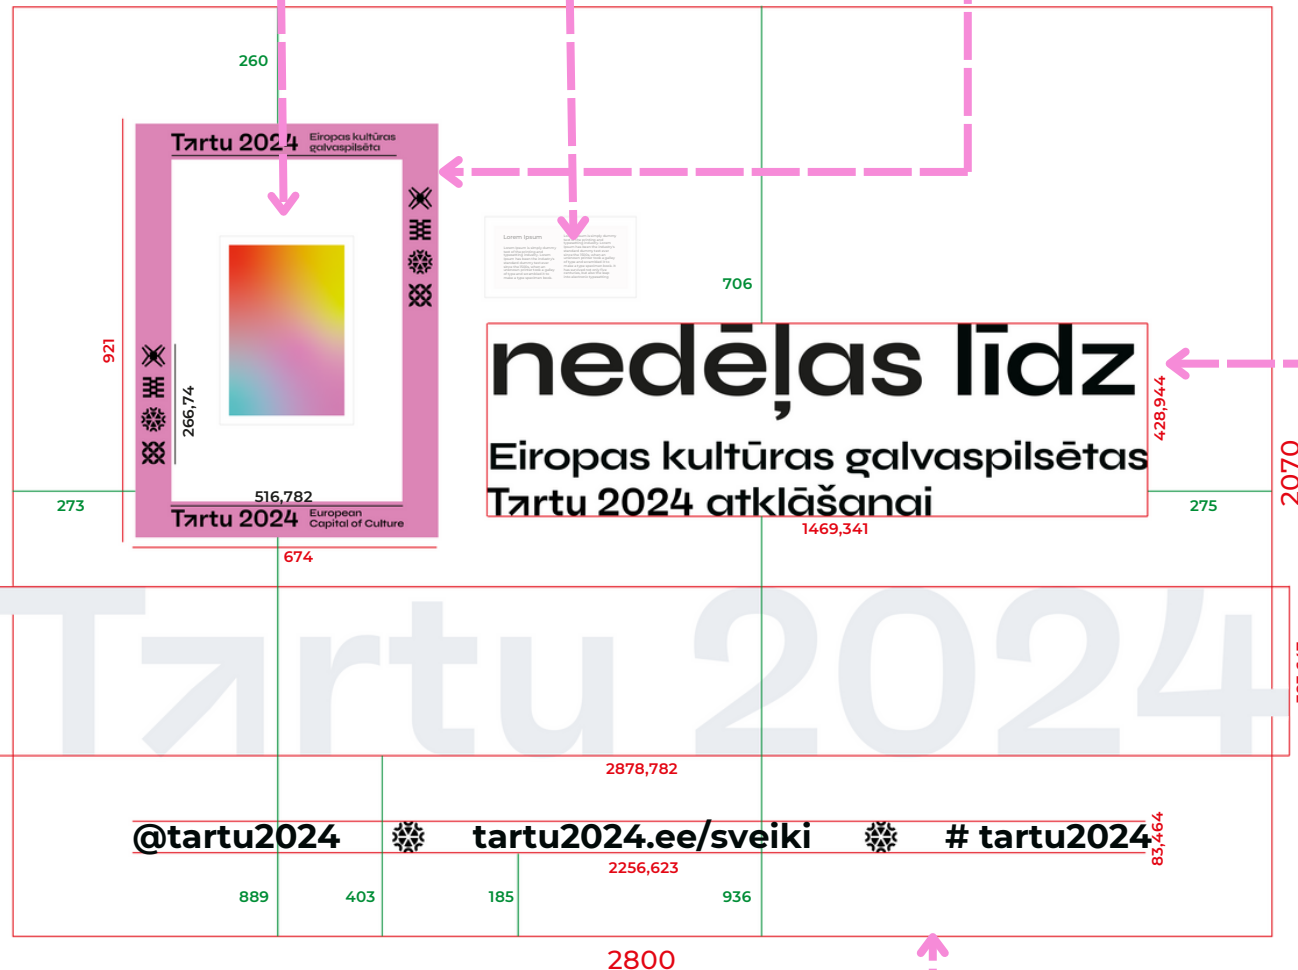 260
Tartu 2024 Eiropas kultūras
galvaspilsēta
Lorem Ipsum
706
921
266,74
nedēļas līdz
428,944
Eiropas kultūras galvaspilsētas
Tartu 2024 atklāšanai
2070
516,782
273
275
Tartu 2024 European
Capital of Culture
1469,341
674
Tartu 2024
2878,782
@tartu2024 tartu2024.ee/sveiki # tartu2024
83,464
2256,623
889
403
185
936
2800